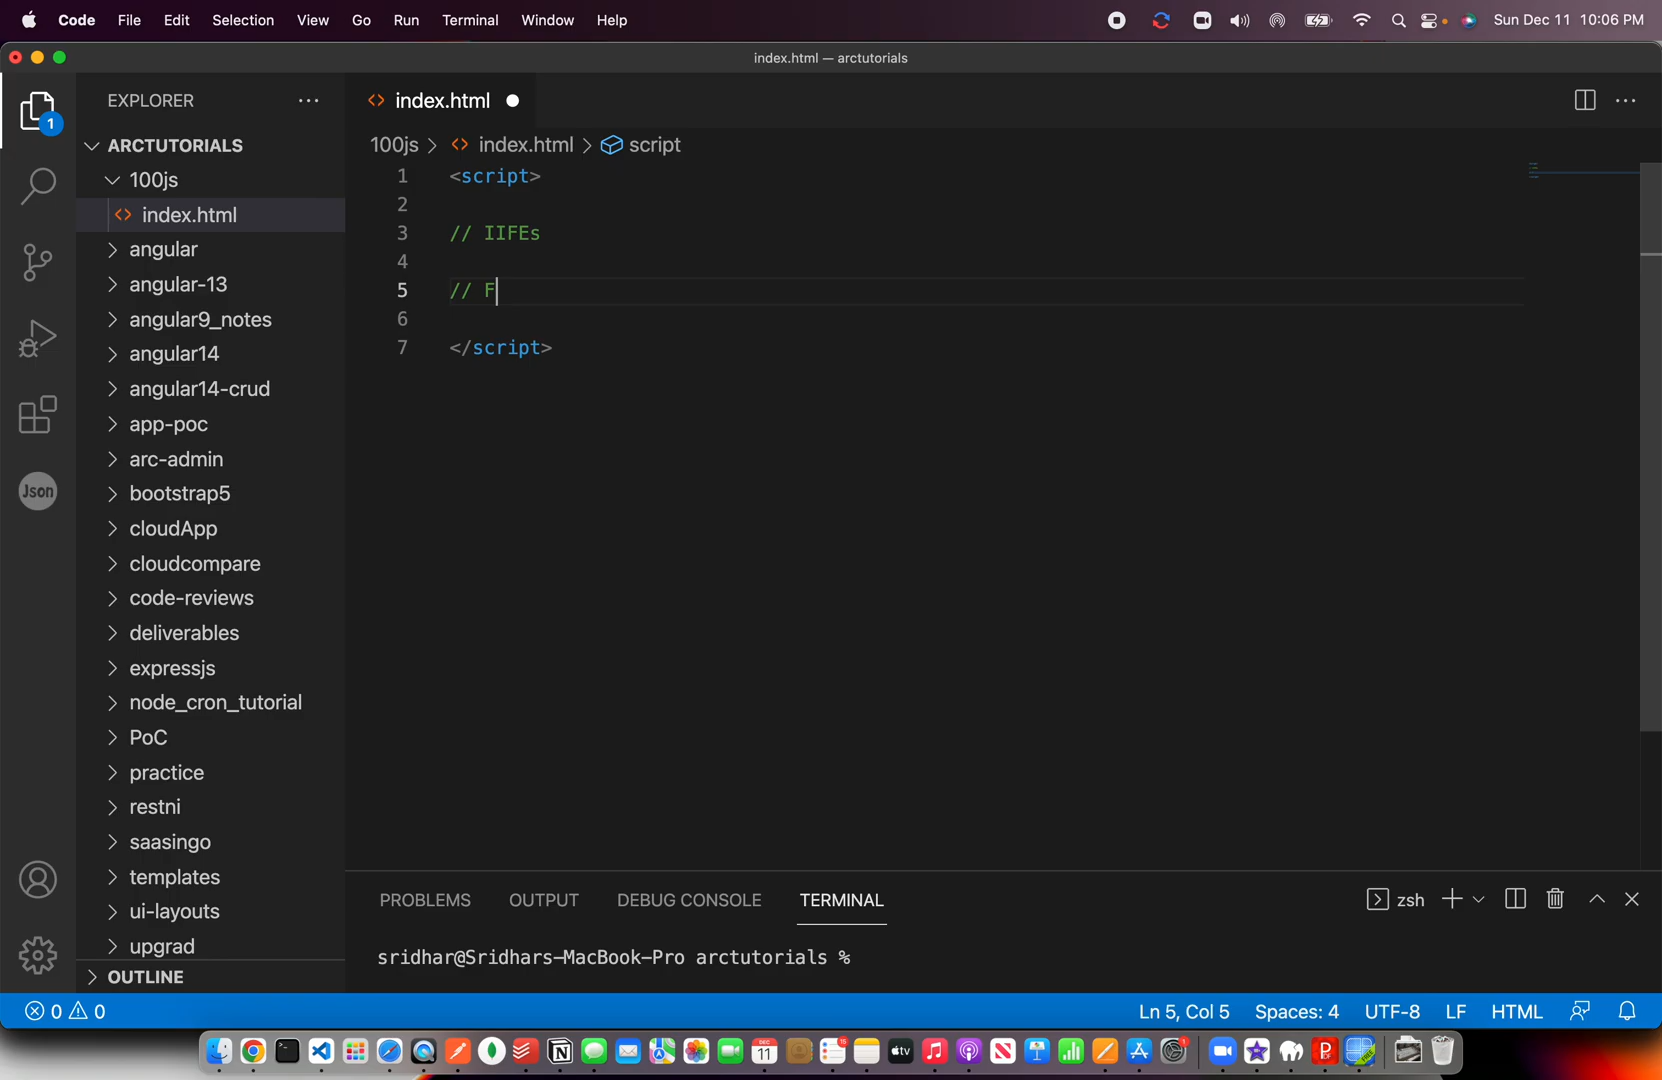 Code File Edit Selection View Go Run Terminal Window Help Sun Dec 11 10:06 PM
index.html — arctutorials
EXPLORER
index.html
1
ARCTUTORIALS
100js > index.html > script
100js
index.html
angular
angular-13
angular9_notes
angular14
angular14-crud
app-poc
arc-admin
bootstrap5
cloudApp
cloudcompare
code-reviews
deliverables
expressjs
node_cron_tutorial
PoC
practice
restni
saasingo
templates
ui-layouts
upgrad
OUTLINE
Json
1 <script>
2
3 // IIFEs
4
5 // F
6
7 </script>
PROBLEMS OUTPUT DEBUG CONSOLE TERMINAL zsh
sridhar@Sridhars-MacBook-Pro arctutorials %
0 0 Ln 5, Col 5 Spaces: 4 UTF-8 LF HTML